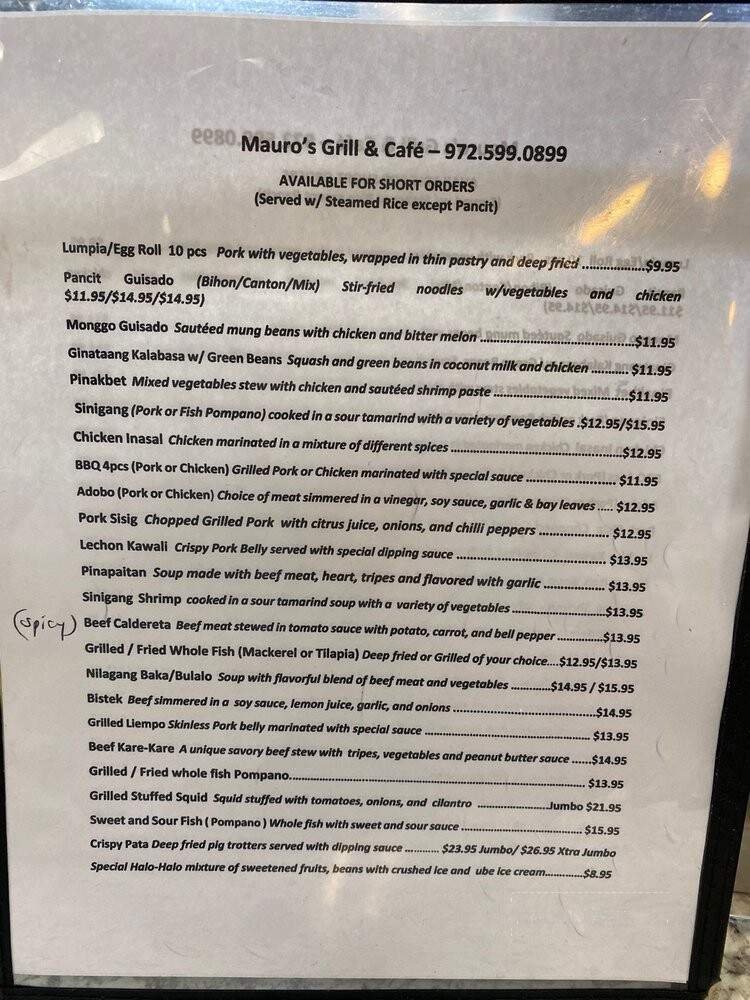 Mauro's Grill & Café – 972.599.0899
AVAILABLE FOR SHORT ORDERS
(Served w/ Steamed Rice except Pancit)
Lumpia/Egg Roll 10 pcs Pork with vegetables, wrapped in thin pastry and deep fried ..................$9.95
Pancit Guisado (Bihon/Canton/Mix) Stir-fried noodles w/vegetables and chicken
$11.95/$14.95/$14.95)
Monggo Guisado Sautéed mung beans with chicken and bitter melon ............................................$11.95
Ginataang Kalabasa w/ Green Beans Squash and green beans in coconut milk and chicken ........... $11.95
Pinakbet Mixed vegetables stew with chicken and sautéed shrimp paste .......................................$11.95
Sinigang (Pork or Fish Pompano) cooked in a sour tamarind with a variety of vegetables .$12.95/$15.95
Chicken Inasal Chicken marinated in a mixture of different spices .................................................$12.95
BBQ 4pcs (Pork or Chicken) Grilled Pork or Chicken marinated with special sauce .......................... $11.95
Adobo (Pork or Chicken) Choice of meat simmered in a vinegar, soy sauce, garlic & bay leaves ..... $12.95
Pork Sisig Chopped Grilled Pork with citrus juice, onions, and chilli peppers ........................... $12.95
Lechon Kawali Crispy Pork Belly served with special dipping sauce ........................................... $13.95
Pinapaitan Soup made with beef meat, heart, tripes and flavored with garlic ................. $13.95
Sinigang Shrimp cooked in a sour tamarind soup with a variety of vegetables ..........................$13.95
(spicy) Beef Caldereta Beef meat stewed in tomato sauce with potato, carrot, and bell pepper .............$13.95
Grilled / Fried Whole Fish (Mackerel or Tilapia) Deep fried or Grilled of your choice....$12.95/$13.95
Nilagang Baka/Bulalo Soup with flavorful blend of beef meat and vegetables ...........$14.95 / $15.95
Bistek Beef simmered in a soy sauce, lemon juice, garlic, and onions ........................................$14.95
Grilled Liempo Skinless Pork belly marinated with special sauce ................................................ $13.95
Beef Kare-Kare A unique savory beef stew with tripes, vegetables and peanut butter sauce ......$14.95
Grilled / Fried whole fish Pompano.................................................................................... $13.95
Grilled Stuffed Squid Squid stuffed with tomatoes, onions, and cilantro .....................Jumbo $21.95
Sweet and Sour Fish ( Pompano ) Whole fish with sweet and sour sauce ................................... $15.95
Crispy Pata Deep fried pig trotters served with dipping sauce ........... $23.95 Jumbo/ $26.95 Xtra Jumbo
Special Halo-Halo mixture of sweetened fruits, beans with crushed ice and ube ice cream.............$8.95